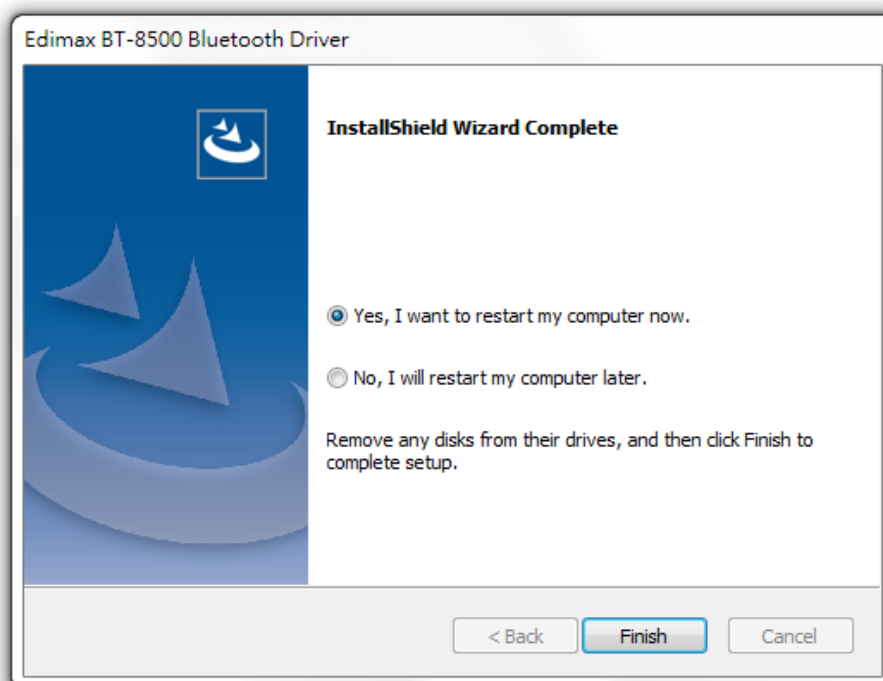 Edimax BT-8500 Bluetooth Driver
InstallShield Wizard Complete
Yes, I want to restart my computer now.
No, I will restart my computer later.
Remove any disks from their drives, and then click Finish to
complete setup.
< Back
Finish
Cancel